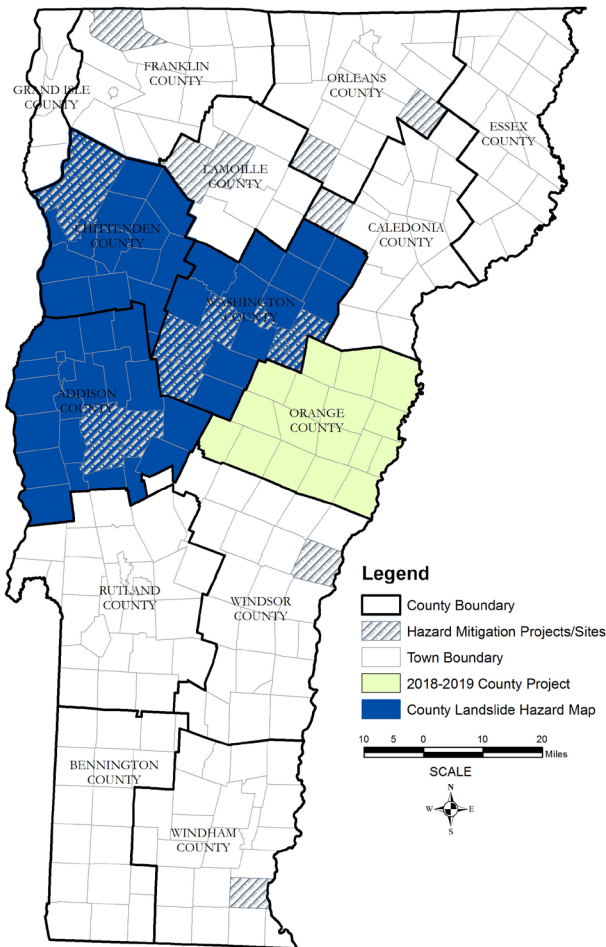 FRANKLIN
COUNTY
ORLEANS
COUNTY
GRAND ISLE
COUNTY
ESSEX
COUNTY
LAMOILLE
COUNTY
CHITTENDEN
COUNTY
CALEDONIA
COUNTY
WASHINGTON
COUNTY
ADDISON
COUNTY
ORANGE
COUNTY
RUTLAND
COUNTY
WINDSOR
COUNTY
BENNINGTON
COUNTY
WINDHAM
COUNTY
Legend
County Boundary
Hazard Mitigation Projects/Sites
Town Boundary
2018-2019 County Project
County Landslide Hazard Map
10 5 0 10 20
Miles
SCALE
N
W E
S